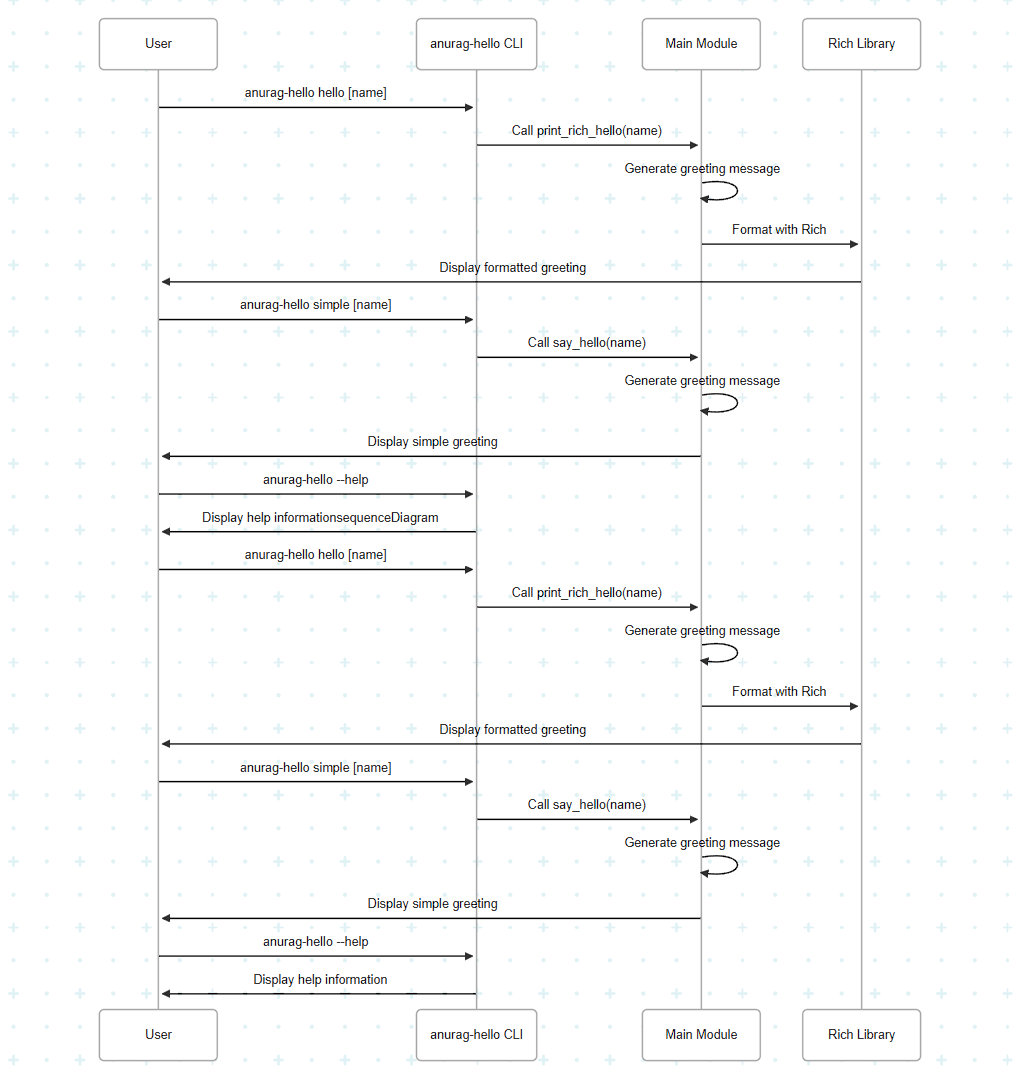 User
anurag-hello CLI
Main Module
Rich Library
anurag-hello hello [name]
Call print_rich_hello(name)
Generate greeting message
Format with Rich
Display formatted greeting
anurag-hello simple [name]
Call say_hello(name)
Generate greeting message
Display simple greeting
anurag-hello --help
Display help informationsequenceDiagram
anurag-hello hello [name]
Call print_rich_hello(name)
Generate greeting message
Format with Rich
Display formatted greeting
anurag-hello simple [name]
Call say_hello(name)
Generate greeting message
Display simple greeting
anurag-hello --help
Display help information
User
anurag-hello CLI
Main Module
Rich Library